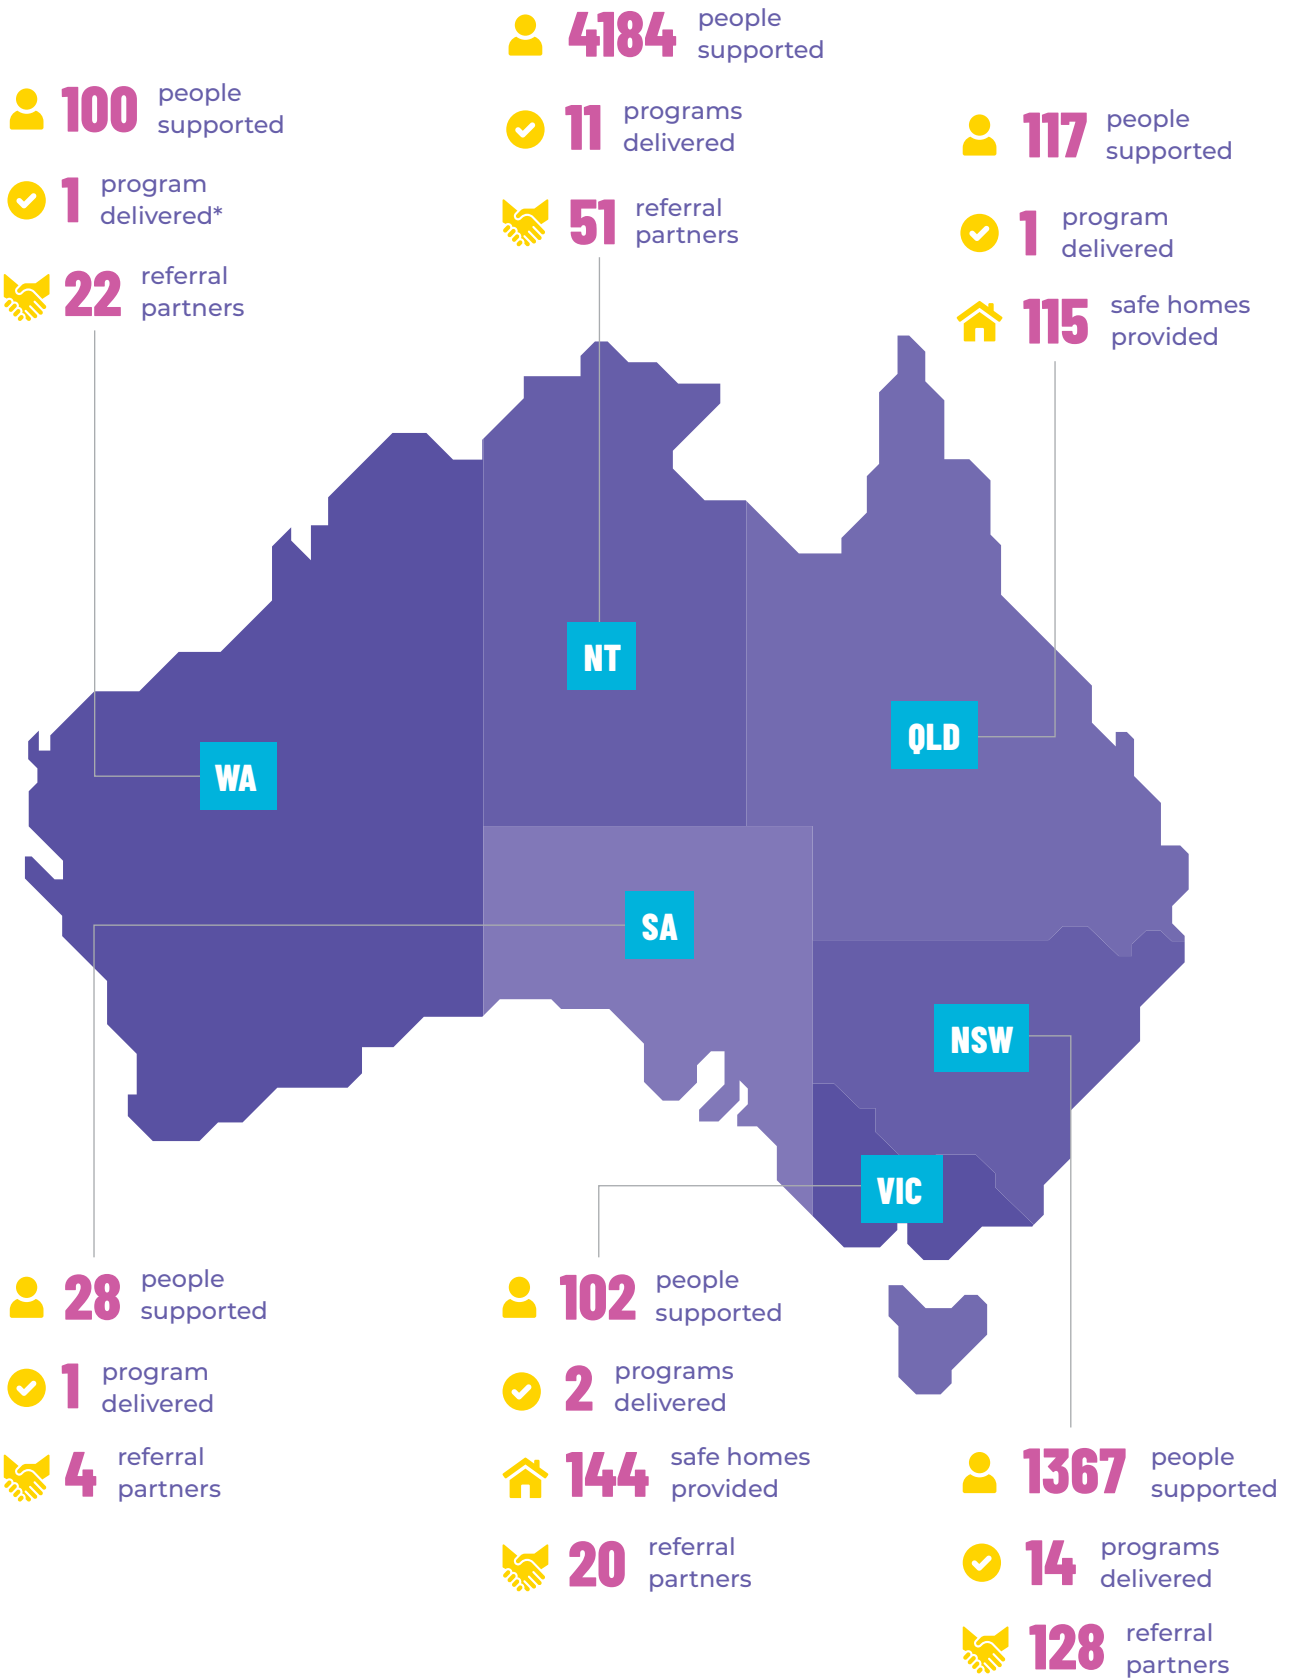 4184 people
supported
11 programs
delivered
51 referral
partners
100 people
supported
1 program
delivered*
22 referral
partners
117 people
supported
1 program
delivered
115 safe homes
provided
NT
QLD
WA
SA
NSW
VIC
28 people
supported
1 program
delivered
4 referral
partners
102 people
supported
2 programs
delivered
144 safe homes
provided
20 referral
partners
1367 people
supported
14 programs
delivered
128 referral
partners